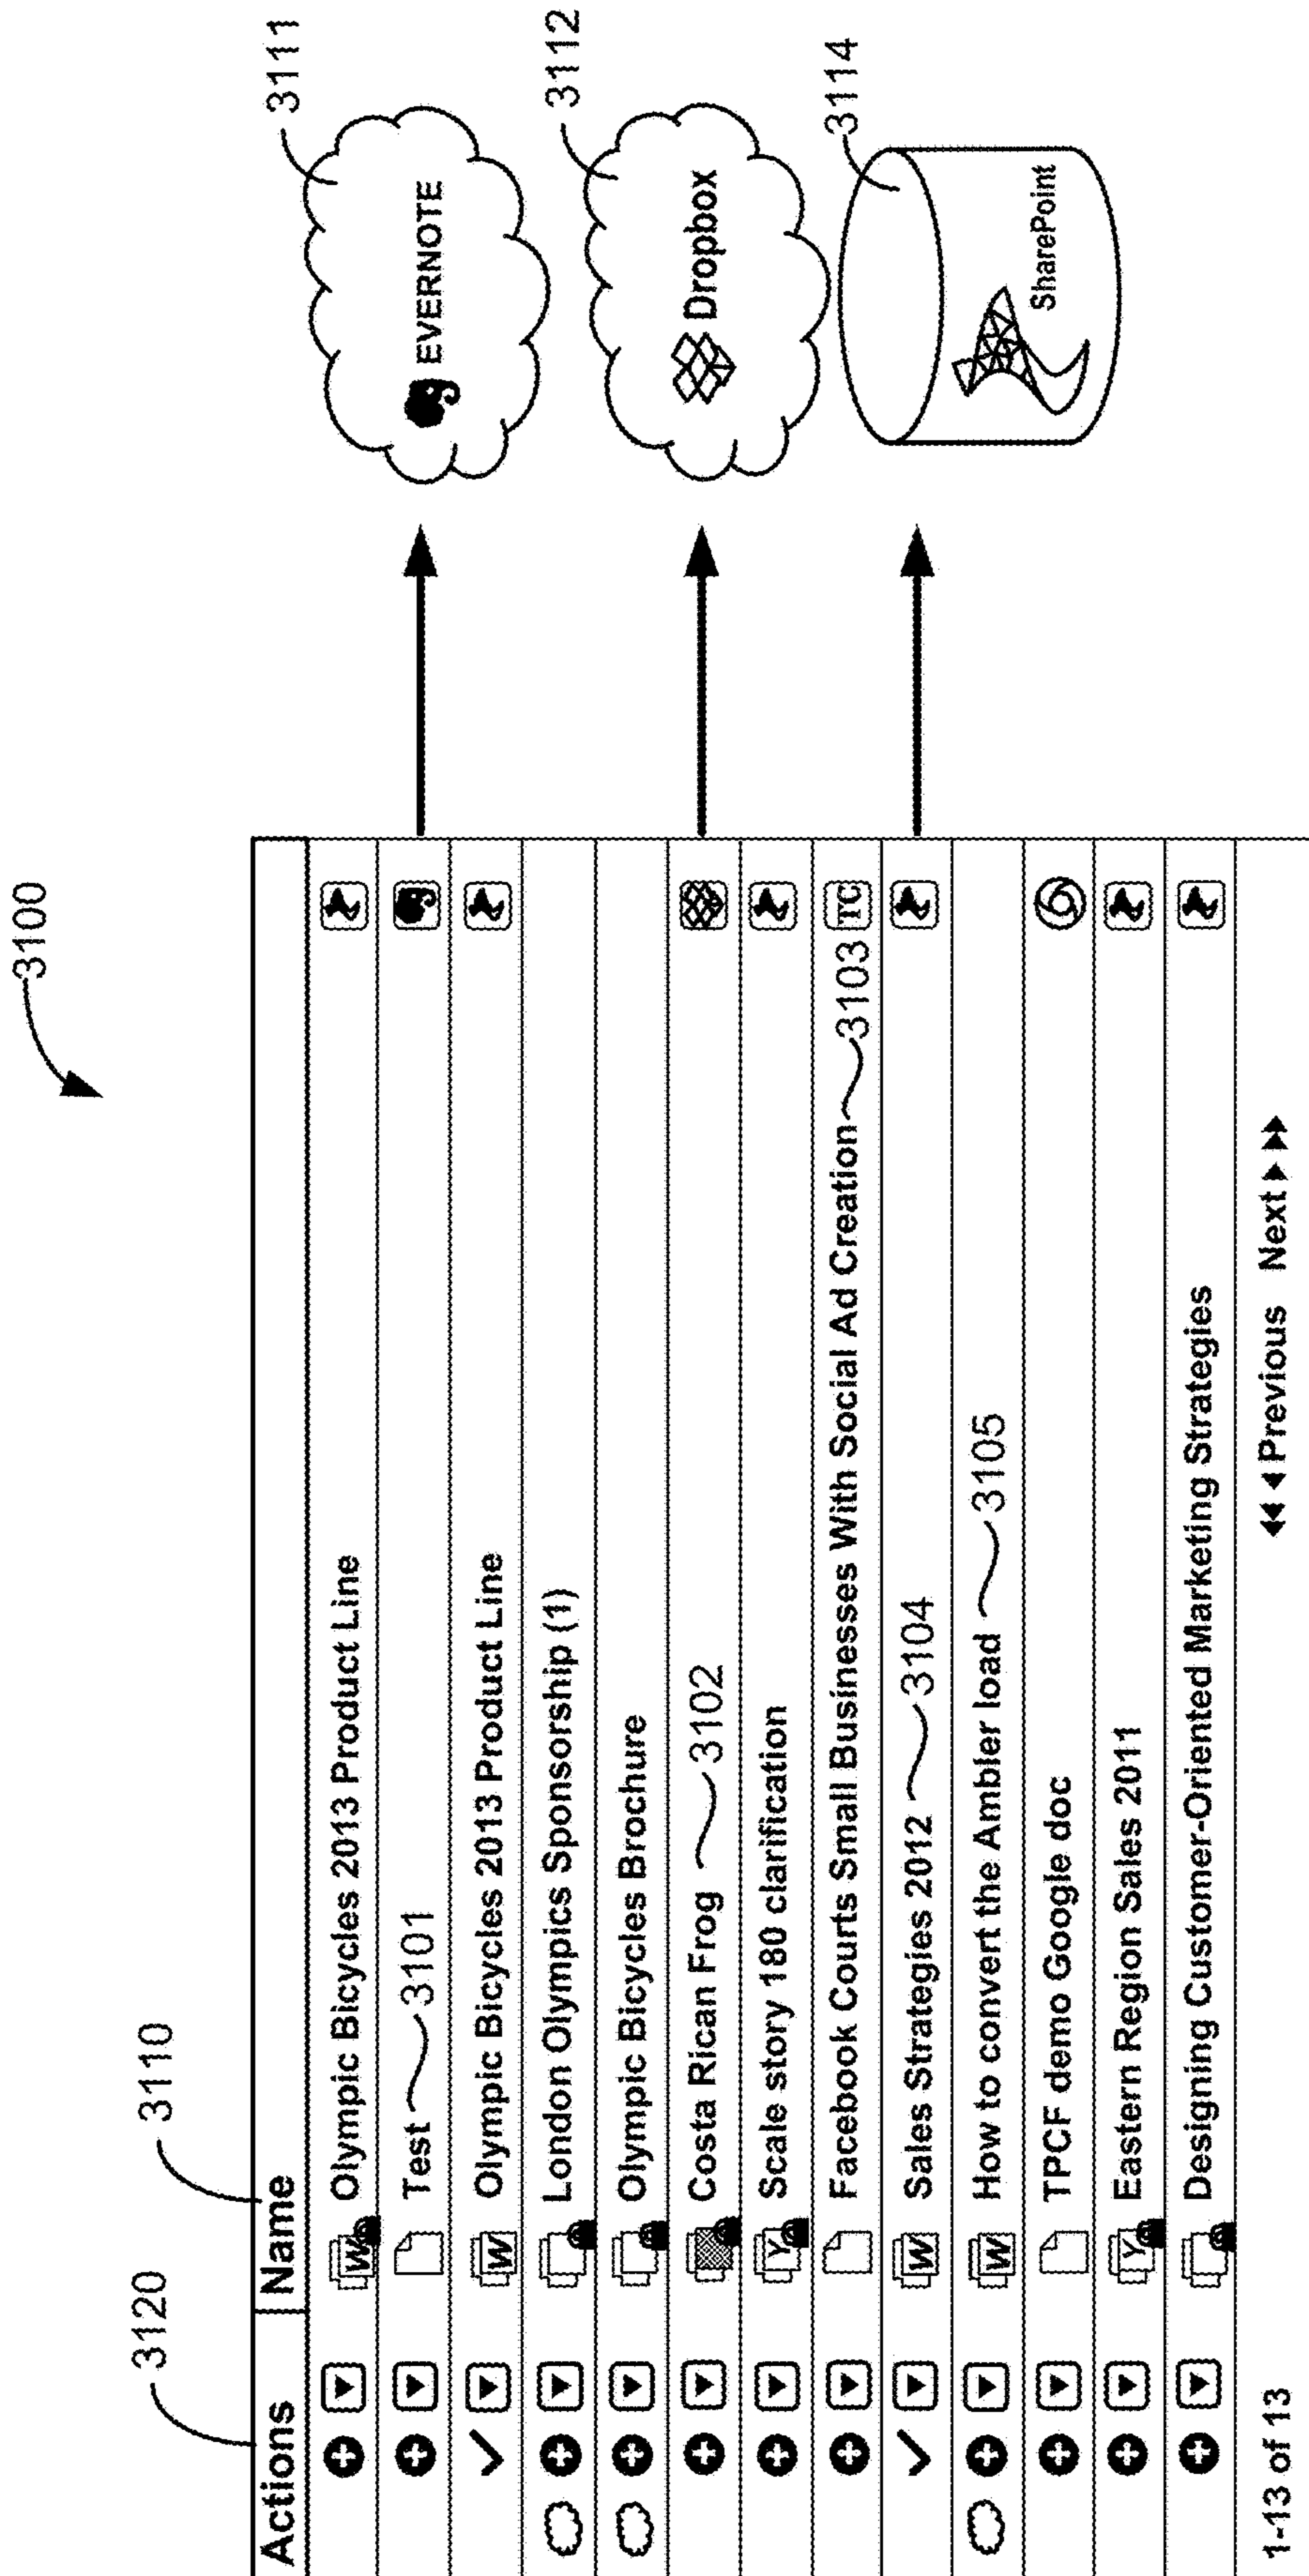 3100
3120
3110
Actions
Name
Olympic Bicycles 2013 Product Line
Test 3101
EVERNOTE
3111
W
Olympic Bicycles 2013 Product Line
W
London Olympics Sponsorship (1)
Olympic Bicycles Brochure
Costa Rican Frog 3102
Dropbox
3112
Scale story 180 clarification
Y
Facebook Courts Small Businesses With Social Ad Creation 3103 TC
Sales Strategies 2012 3104
W
SharePoint
3114
How to convert the Ambler load 3105
W
TPCF demo Google doc
Eastern Region Sales 2011
Y
Designing Customer-Oriented Marketing Strategies
1-13 of 13
Previous Next